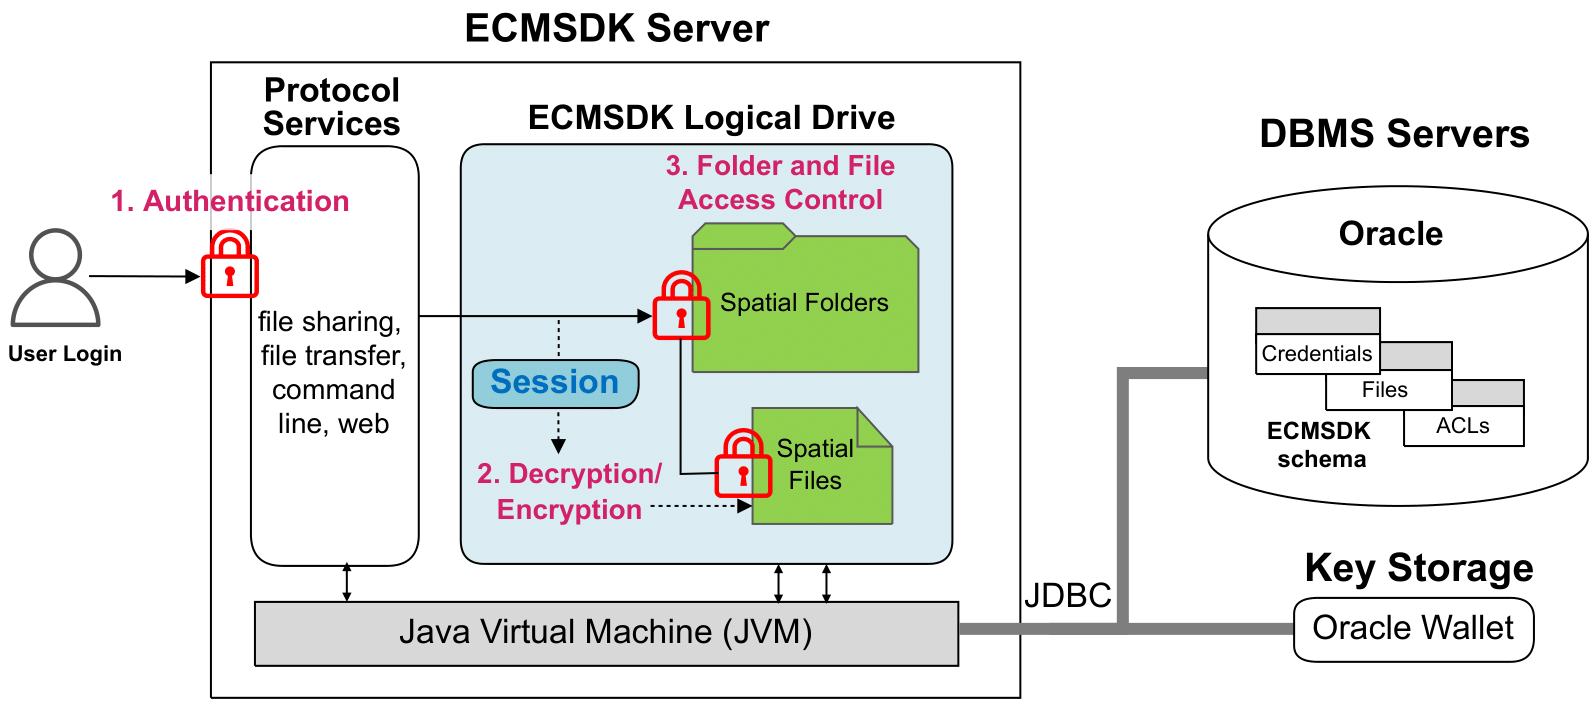 ECMSDK Server
Protocol
Services
ECMSDK Logical Drive
DBMS Servers
3. Folder and File
Access Control
1. Authentication
Oracle
User Login
file sharing,
file transfer,
command
line, web
Spatial Folders
Session
Credentials
Files
ACLs
ECMSDK
schema
Spatial
Files
2. Decryption/
Encryption
Key Storage
JDBC
Java Virtual Machine (JVM)
Oracle Wallet